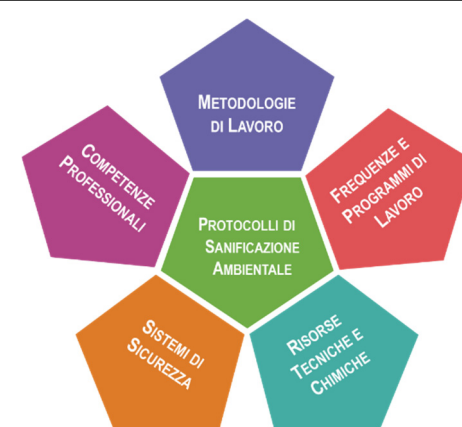 METODOLOGIE
DI LAVORO
COMPETENZE
PROFESSIONALI
FREQUENZE E
PROGRAMMI DI
LAVORO
PROTOCOLLI DI
SANIFICAZIONE
AMBIENTALE
SISTEMI DI
SICUREZZA
RISORSE
TECNICHE E
CHIMICHE